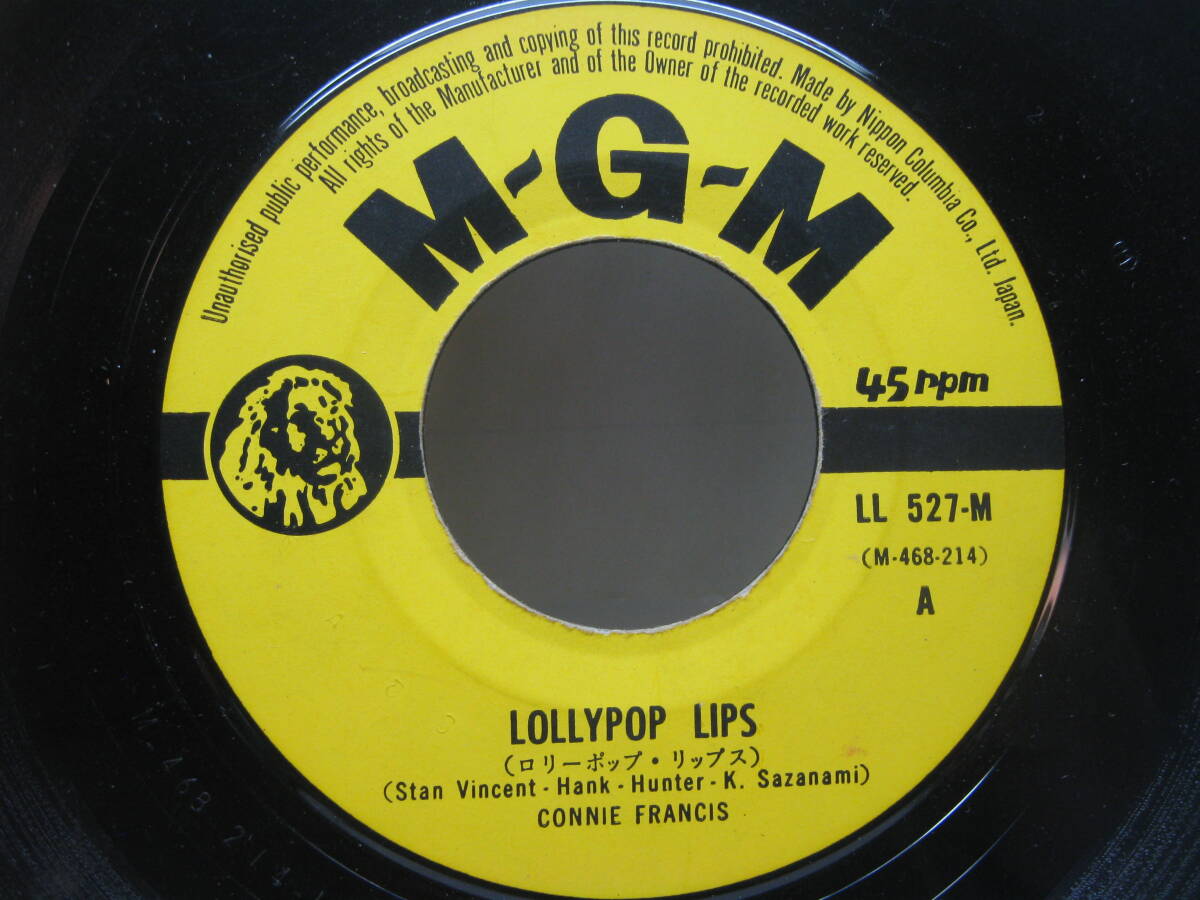 Unauthorised public performance, broadcasting and copying of this record prohibited. Made by Nippon Columbia Co., Ltd. Japan.
All rights of the Manufacturer and of the Owner of the recorded work reserved.
M-G-M
45 rpm
LL 527-M
(M-468-214)
A
LOLLYPOP LIPS
(ロリーポップ・リップス)
(Stan Vincent - Hank - Hunter - K. Sazanami)
CONNIE FRANCIS